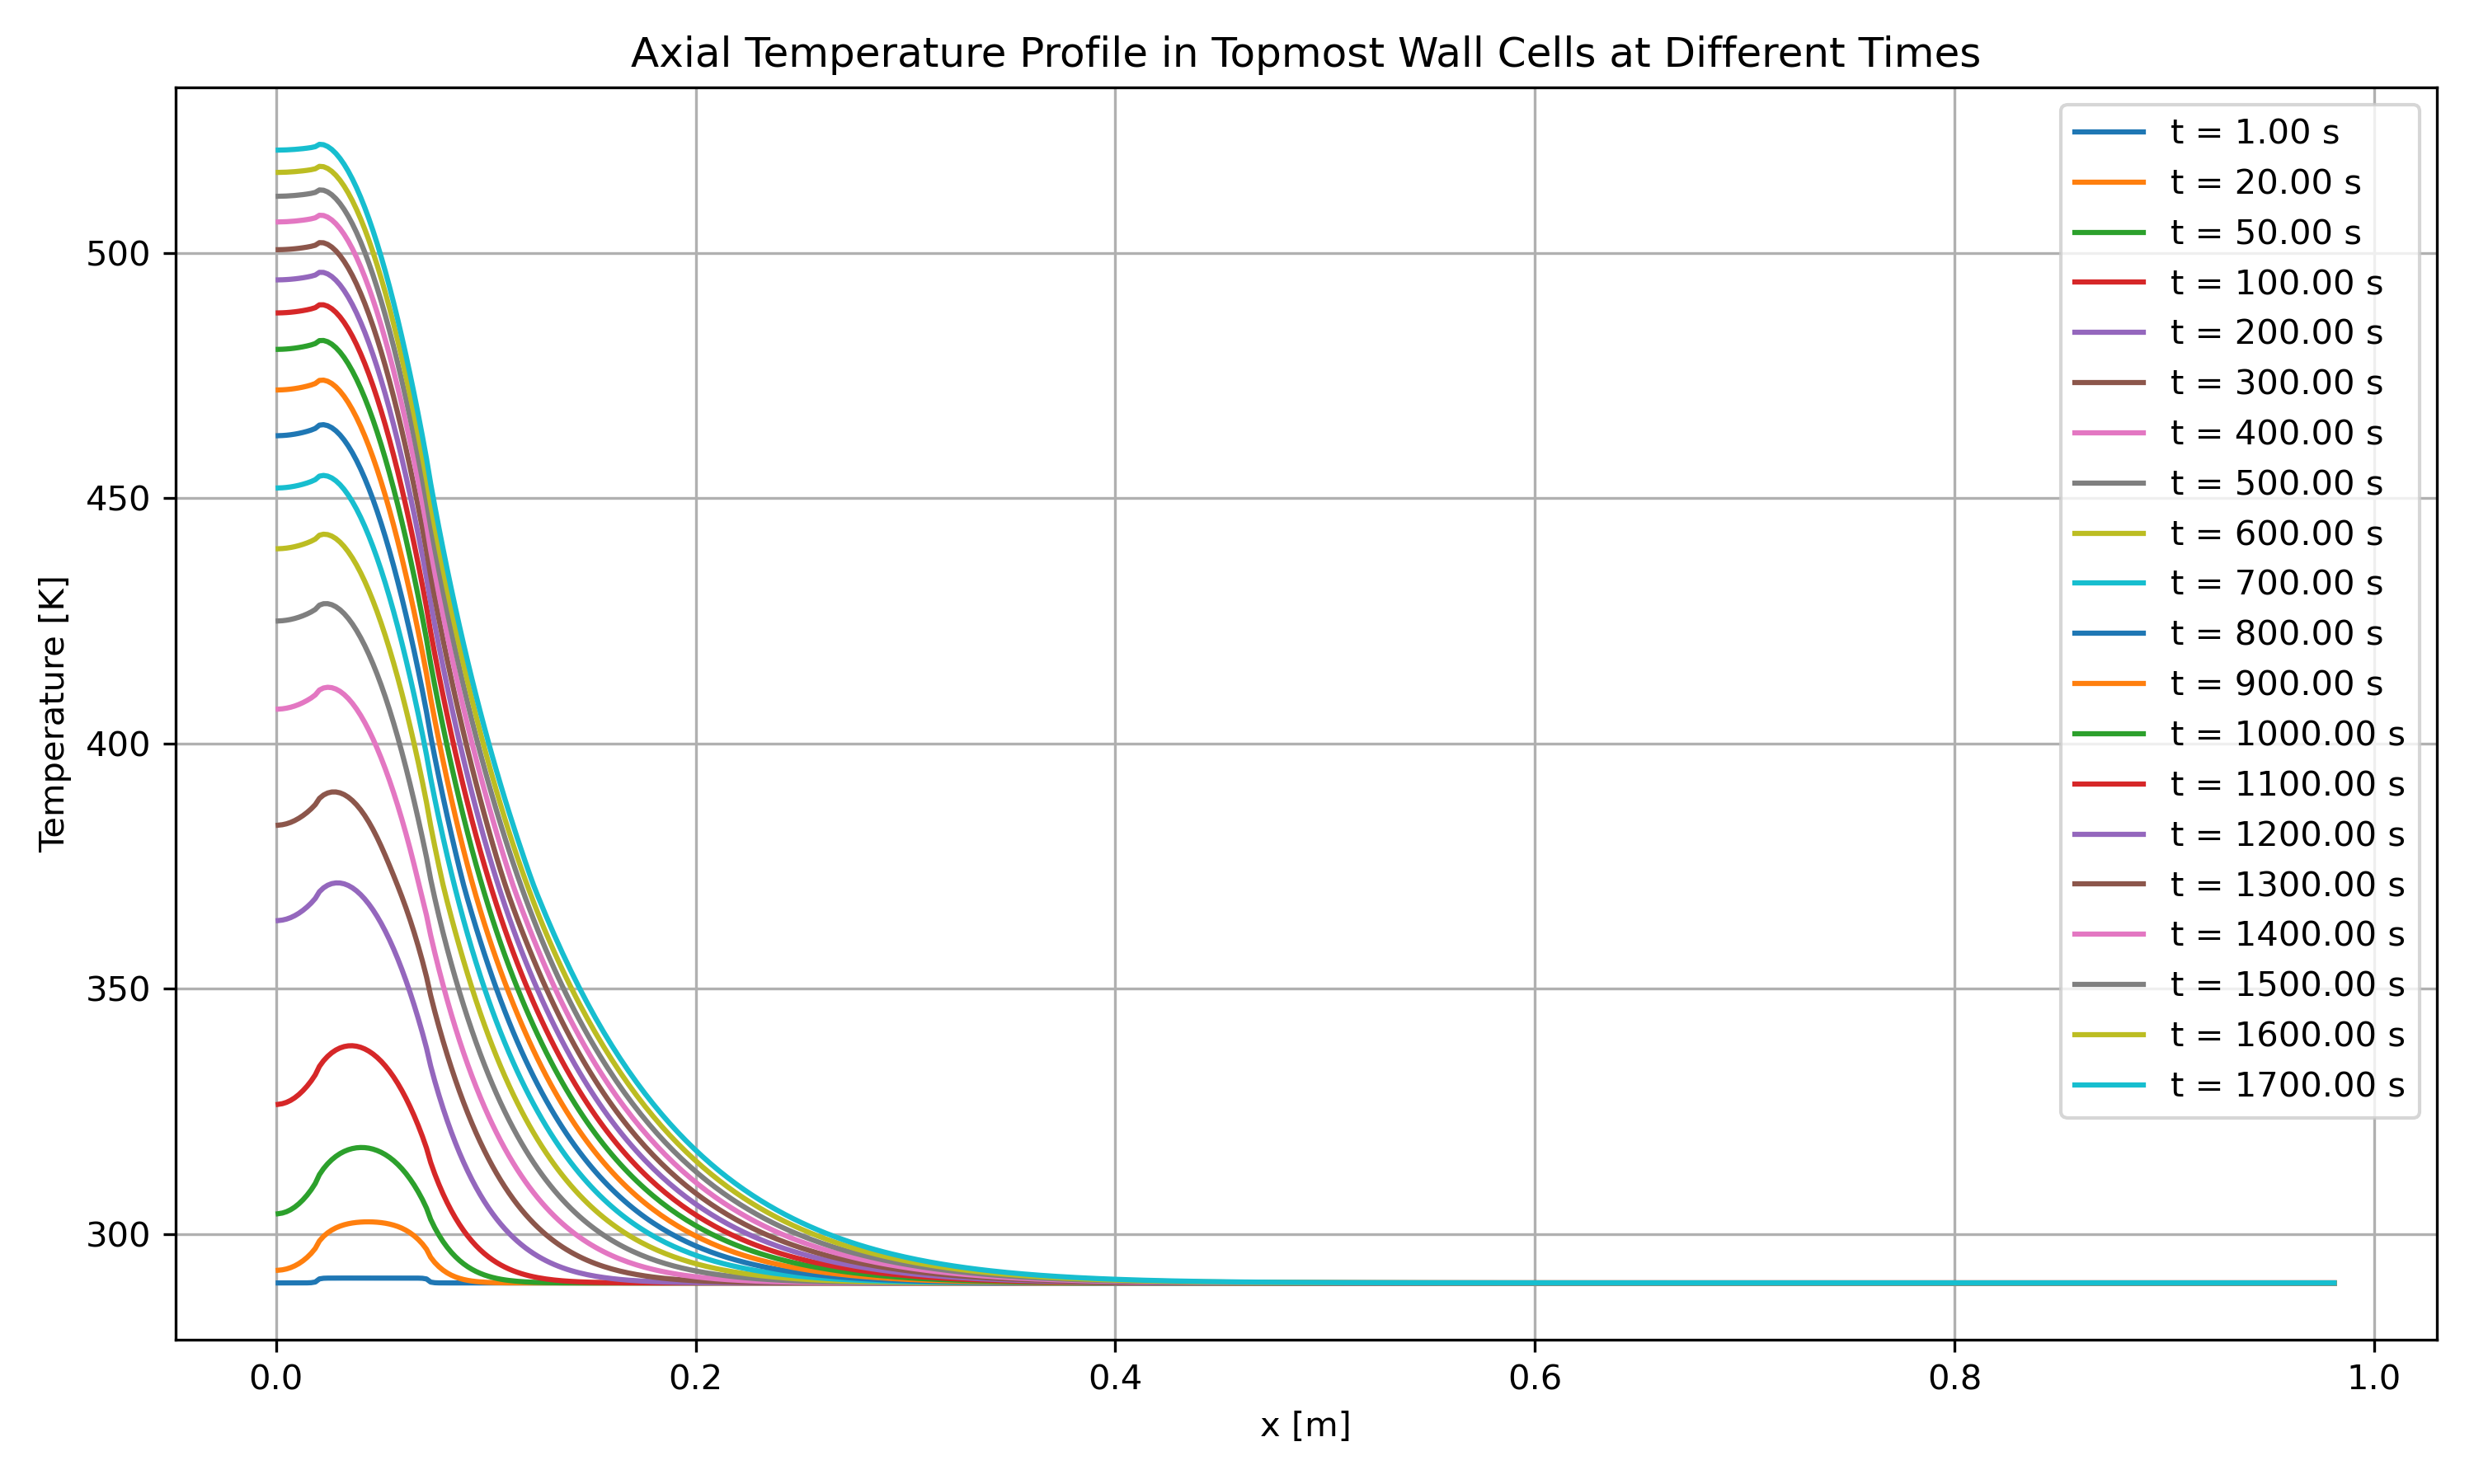 Axial Temperature Profile in Topmost Wall Cells at Different Times
t = 1.00 s
t = 20.00 s
t = 50.00 s
t = 100.00 s
t = 200.00 s
t = 300.00 s
t = 400.00 s
t = 500.00 s
t = 600.00 s
t = 700.00 s
t = 800.00 s
t = 900.00 s
t = 1000.00 s
t = 1100.00 s
t = 1200.00 s
t = 1300.00 s
t = 1400.00 s
t = 1500.00 s
t = 1600.00 s
t = 1700.00 s
Temperature [K]
500
450
400
350
300
0.0 0.2 0.4 0.6 0.8 1.0
x [m]